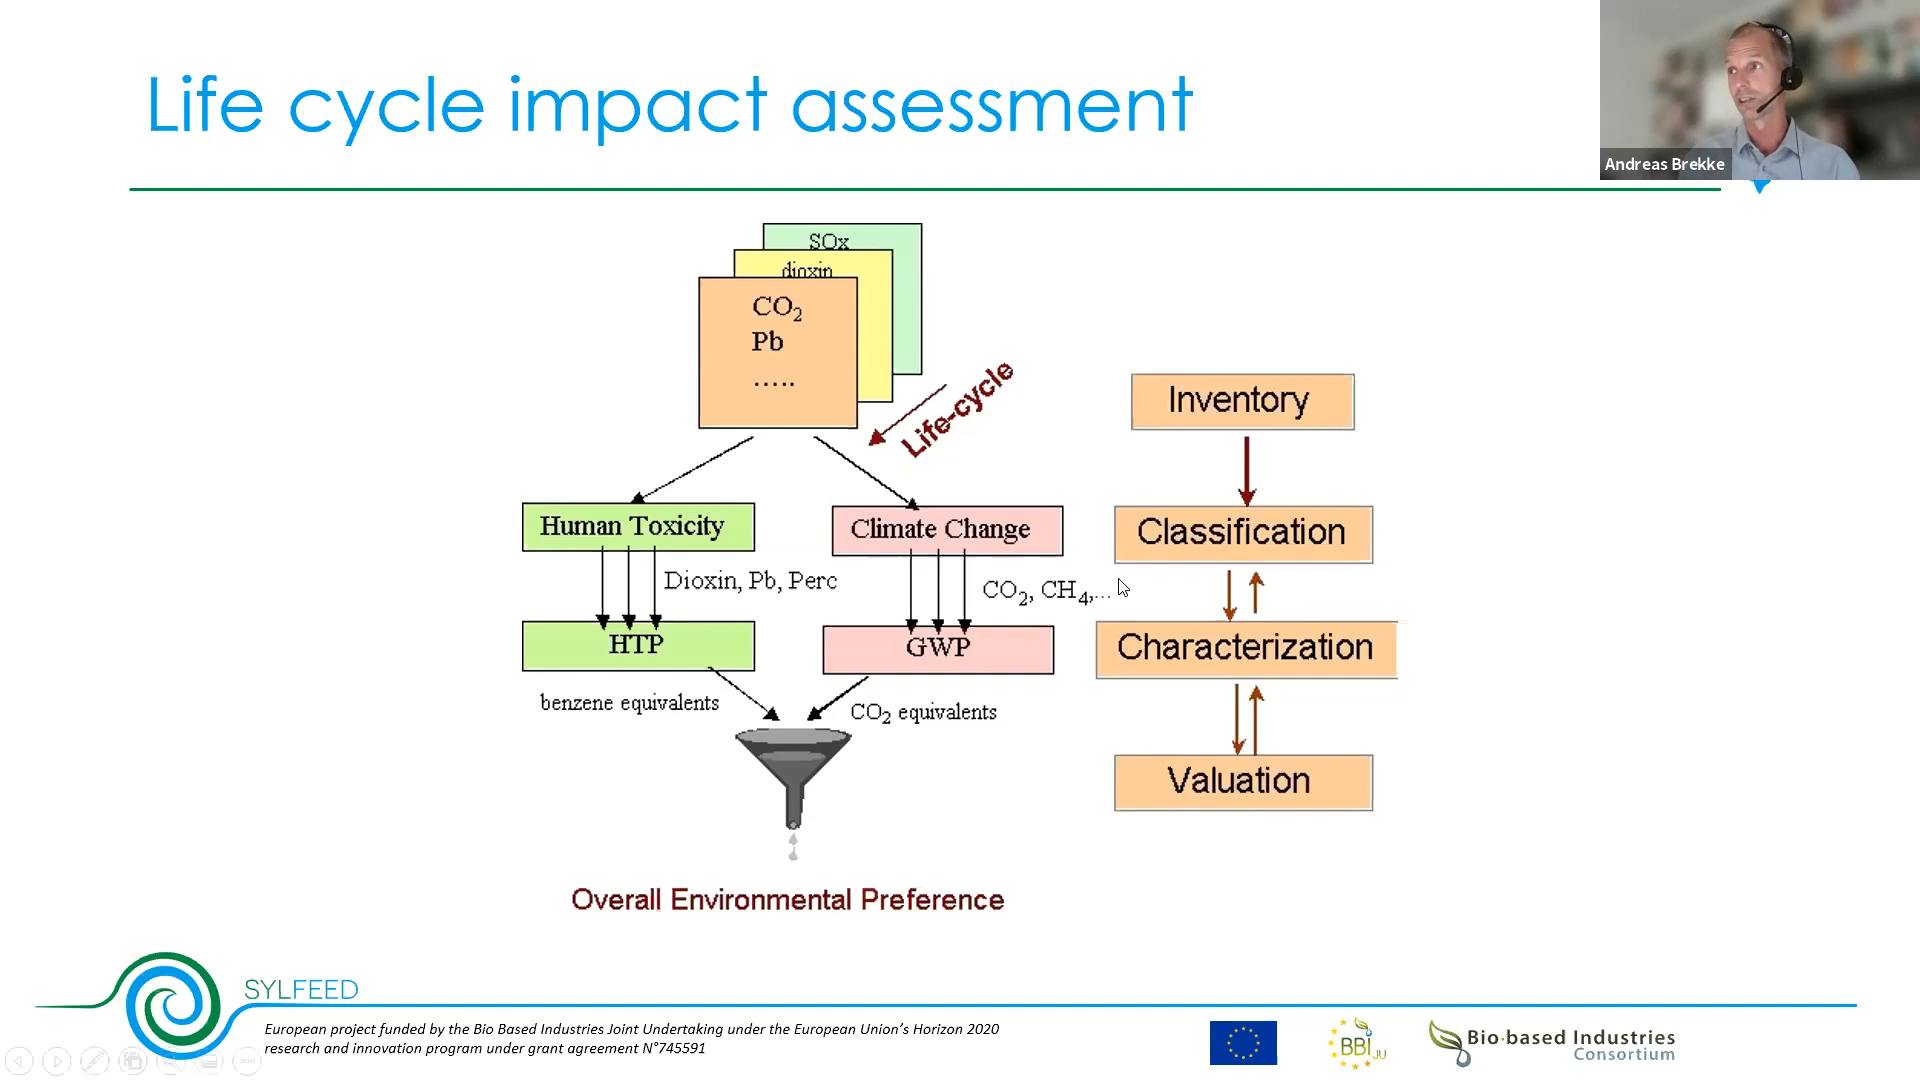 Life cycle impact assessment
Andreas Brekke
SOx
dioxin
CO2
Pb
.....
Life-cycle
Inventory
Human Toxicity
Climate Change
Classification
Dioxin, Pb, Perc
CO2, CH4,...
HTP
GWP
Characterization
benzene equivalents
CO2 equivalents
Valuation
Overall Environmental Preference
SYLFEED
European project funded by the Bio Based Industries Joint Undertaking under the European Union's Horizon 2020
research and innovation program under grant agreement N°745591
BBI JU
Bio-based Industries
Consortium